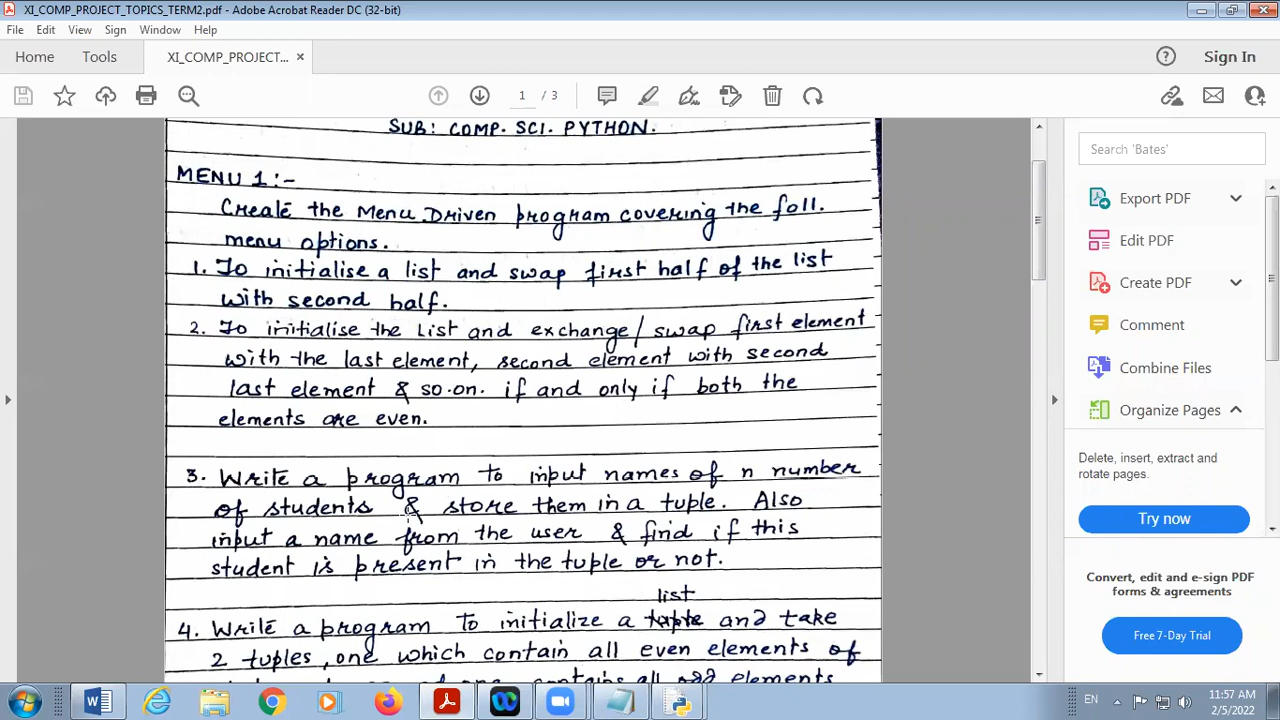 XI_COMP_PROJECT_TOPICS_TERM2.pdf - Adobe Acrobat Reader DC (32-bit)
File Edit View Sign Window Help
Home Tools XI_COMP_PROJECT... × Sign In
1 / 3
SUB: COMP. SCI. PYTHON.
MENU 1:-
Create the Menu Driven program covering the foll.
menu options.
1. To initialise a list and swap first half of the list
with second half.
2. To initialise the list and exchange/swap first element
with the last element, second element with second
last element & so.on. if and only if both the
elements are even.
3. Write a program to input names of n number
of students & store them in a tuple. Also
input a name from the user & find if this
student is present in the tuple or not.
list
4. Write a program to initialize a tuple and take
2 tuples, one which contain all even elements of
contains all odd elements
Search 'Bates'
Export PDF
Edit PDF
Create PDF
Comment
Combine Files
Organize Pages
Delete, insert, extract and
rotate pages.
Try now
Convert, edit and e-sign PDF
forms & agreements
Free 7-Day Trial
EN
11:57 AM
2/5/2022